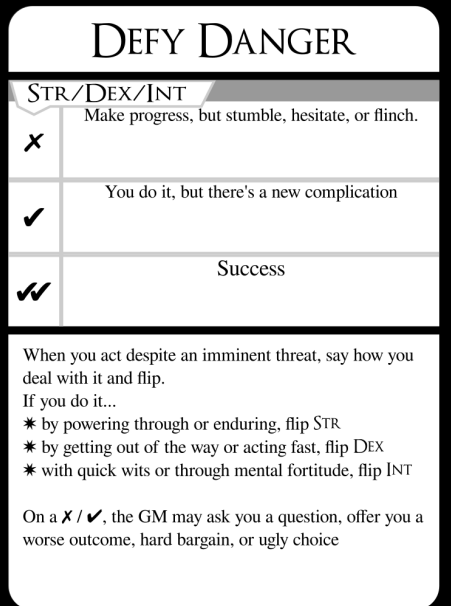 DEFY DANGER
STR/DEX/INT
✗ Make progress, but stumble, hesitate, or flinch.
✔ You do it, but there's a new complication
✔✔ Success
When you act despite an imminent threat, say how you
deal with it and flip.
If you do it...
✷ by powering through or enduring, flip STR
✷ by getting out of the way or acting fast, flip DEX
✷ with quick wits or through mental fortitude, flip INT
On a ✗ / ✔, the GM may ask you a question, offer you a
worse outcome, hard bargain, or ugly choice